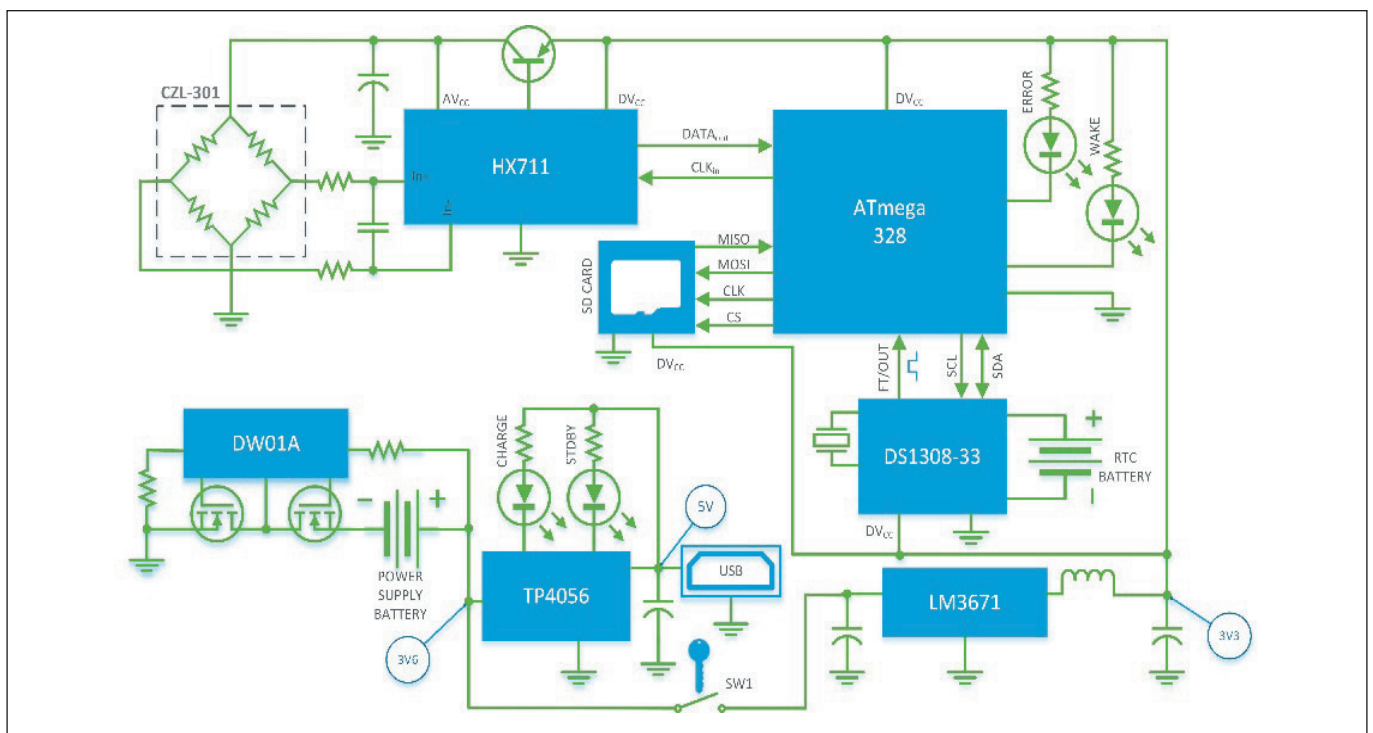 CZL-301
AVCC
DVCC
HX711
In+
In-
DATAout
CLKin
DVCC
ATmega
328
ERROR
WAKE
SD CARD
MISO
MOSI
CLK
CS
DVCC
FT/OUT
SCL
SDA
DS1308-33
+
RTC
BATTERY
−
DVCC
DW01A
−
+
POWER
SUPPLY
BATTERY
3V6
CHARGE
STDBY
TP4056
5V
USB
SW1
LM3671
3V3